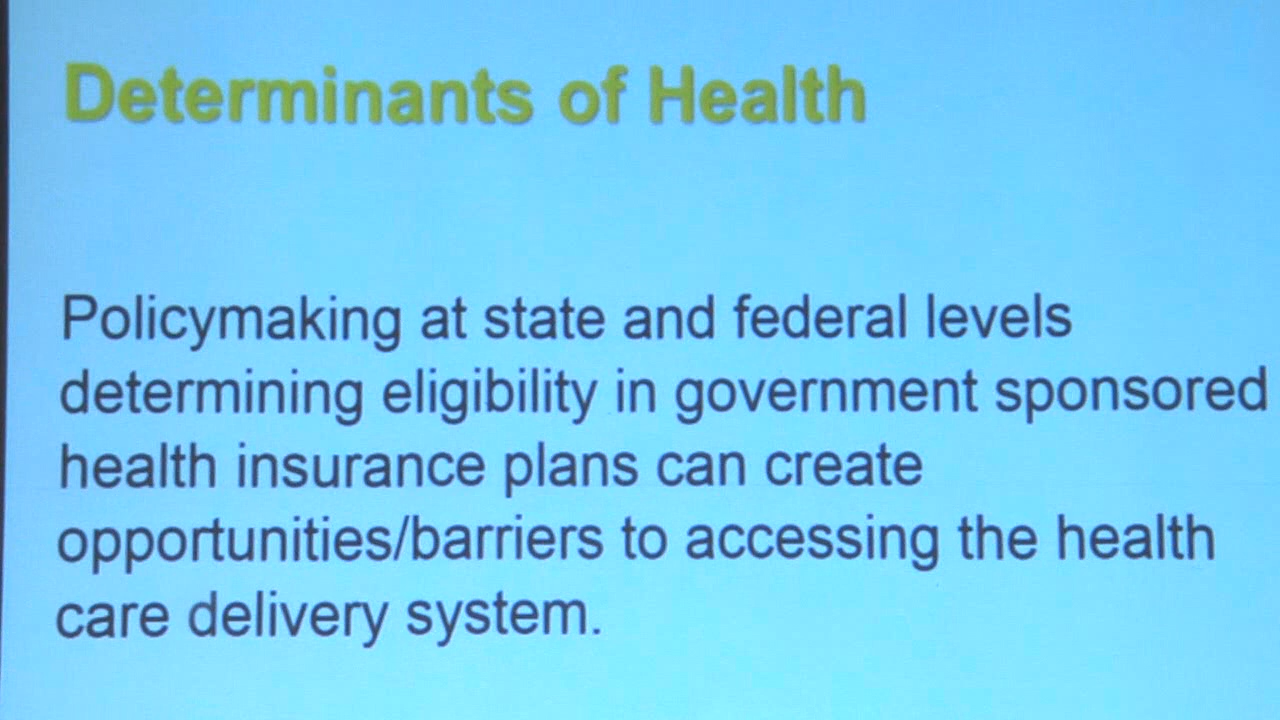 Determinants of Health
Policymaking at state and federal levels
determining eligibility in government sponsored
health insurance plans can create
opportunities/barriers to accessing the health
care delivery system.